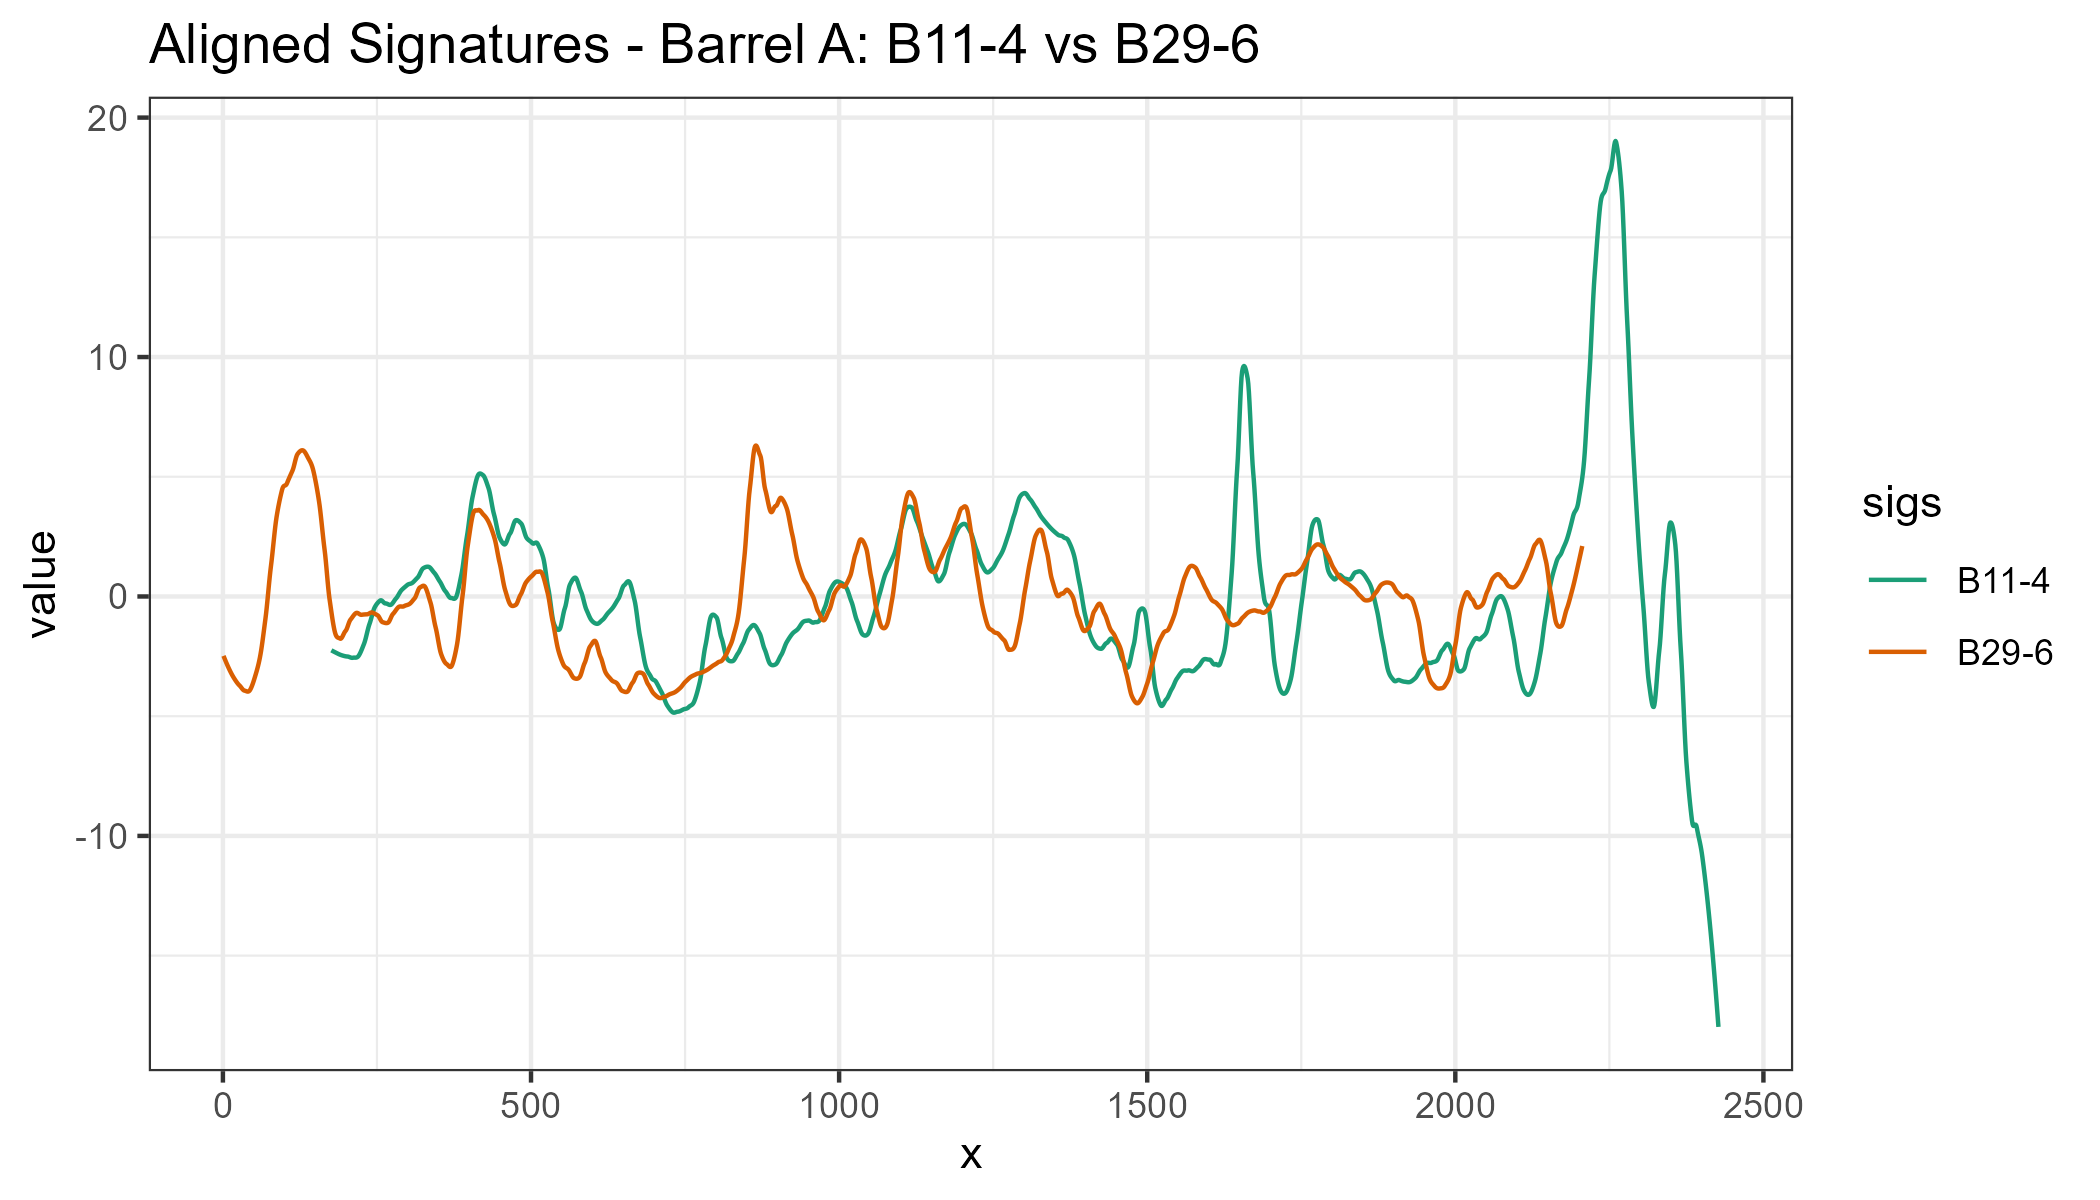 Aligned Signatures - Barrel A: B11-4 vs B29-6
20
10
0
-10
value
0 500 1000 1500 2000 2500
x
sigs
B11-4
B29-6